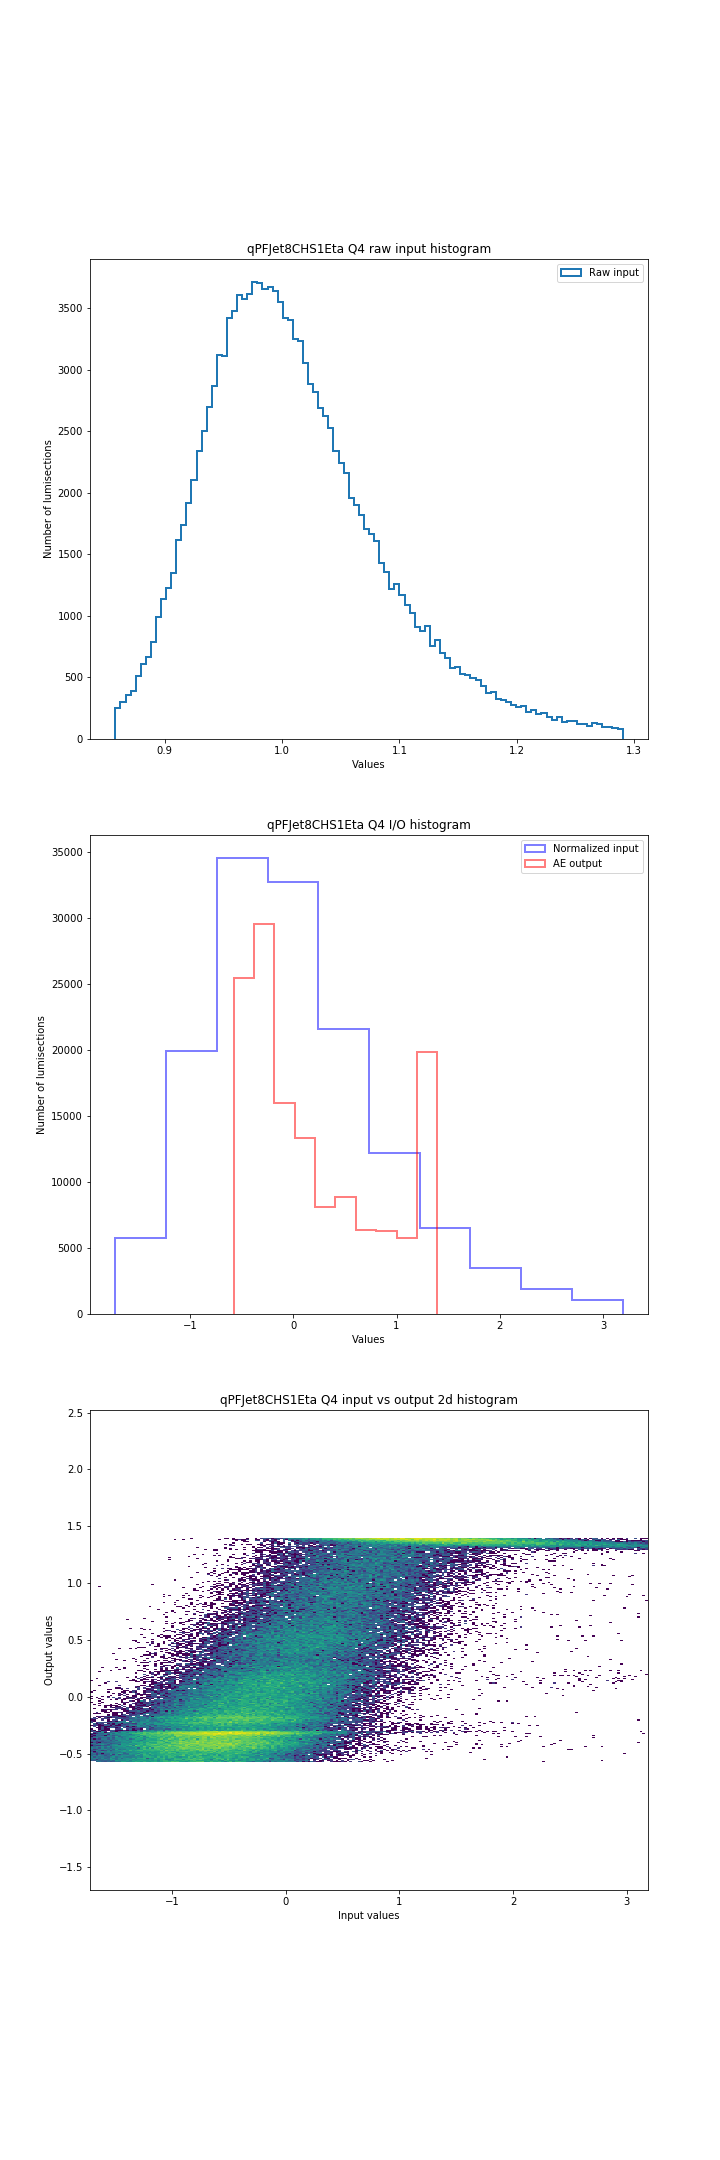 qPFJet8CHS1Eta Q4 raw input histogram
Raw input
3500
3000
2500
2000
1500
1000
500
0
Number of lumisections
0.9 1.0 1.1 1.2 1.3
Values
qPFJet8CHS1Eta Q4 I/O histogram
Normalized input
AE output
35000
30000
25000
20000
15000
10000
5000
0
Number of lumisections
−1 0 1 2 3
Values
qPFJet8CHS1Eta Q4 input vs output 2d histogram
2.5
2.0
1.5
1.0
0.5
0.0
−0.5
−1.0
−1.5
Output values
−1 0 1 2 3
Input values